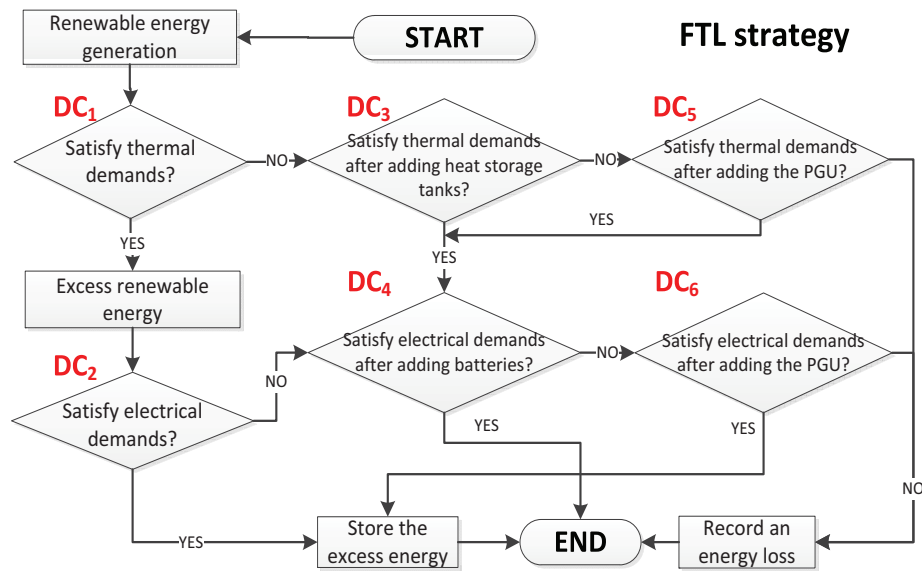 Renewable energy
generation
START
FTL strategy
DC1
Satisfy thermal
demands?
NO
DC3
Satisfy thermal demands
after adding heat storage
tanks?
NO
DC5
Satisfy thermal demands
after adding the PGU?
YES
YES
YES
Excess renewable
energy
DC4
Satisfy electrical demands
after adding batteries?
NO
DC6
Satisfy electrical demands
after adding the PGU?
DC2
Satisfy electrical
demands?
NO
YES
YES
NO
YES
Store the
excess energy
END
Record an
energy loss